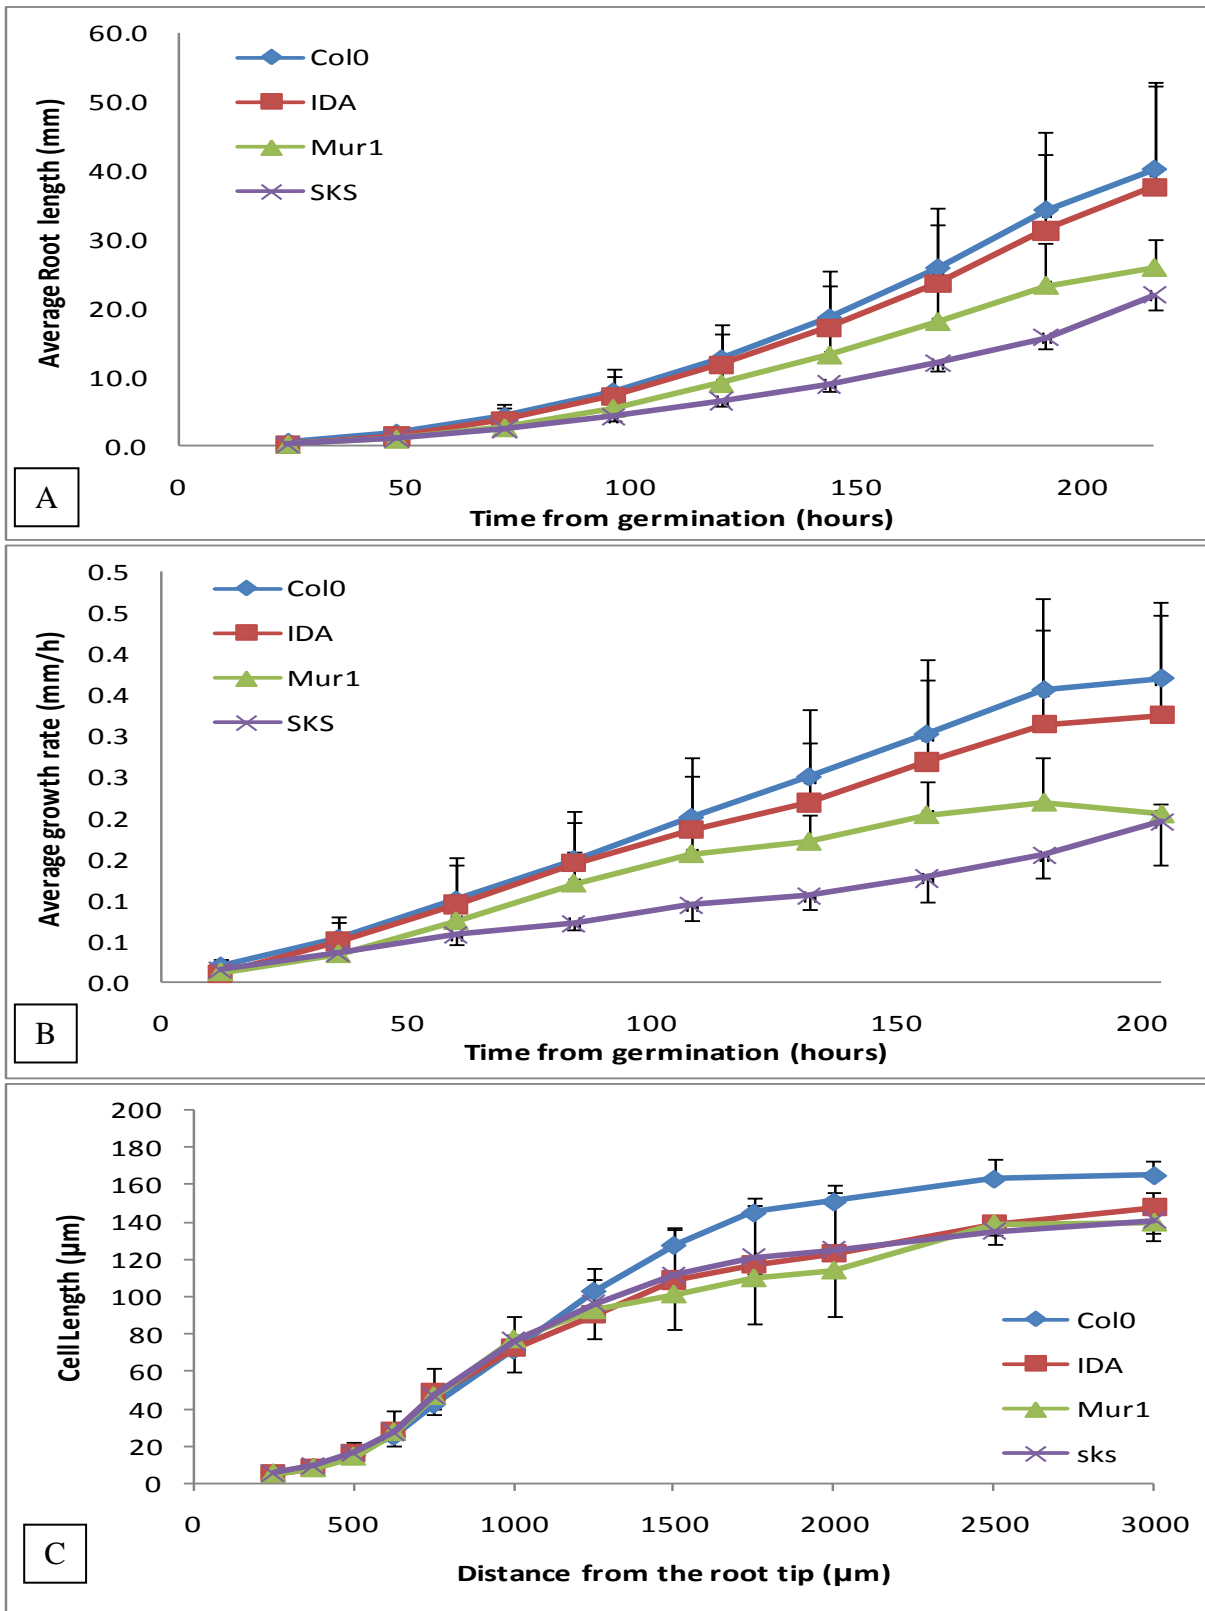 60.0
50.0
40.0
30.0
20.0
10.0
0.0
Average Root length (mm)
Col0
IDA
Mur1
SKS
0 50 100 150 200
Time from germination (hours)
A
0.5
0.5
0.4
0.4
0.3
0.3
0.2
0.2
0.1
0.1
0.0
Average growth rate (mm/h)
Col0
IDA
Mur1
SKS
0 50 100 150 200
Time from germination (hours)
B
200
180
160
140
120
100
80
60
40
20
0
Cell Length (µm)
Col0
IDA
Mur1
sks
0 500 1000 1500 2000 2500 3000
Distance from the root tip (µm)
C